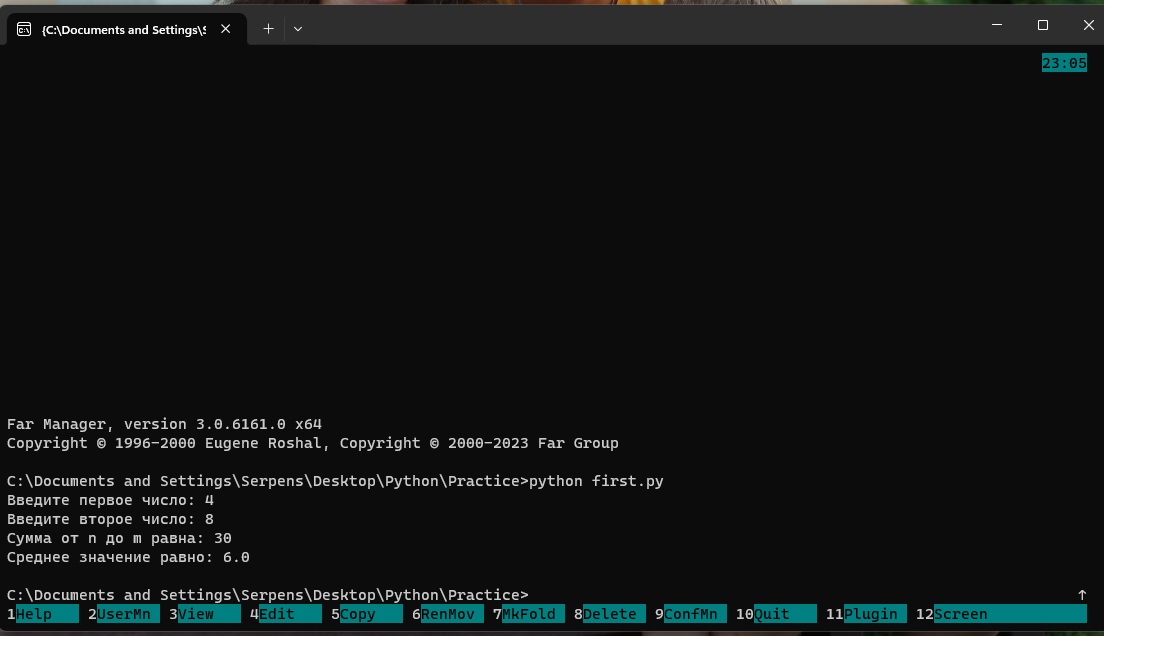 {C:\Documents and Settings\S
23:05
Far Manager, version 3.0.6161.0 x64
Copyright © 1996-2000 Eugene Roshal, Copyright © 2000-2023 Far Group
C:\Documents and Settings\Serpens\Desktop\Python\Practice>python first.py
Введите первое число: 4
Введите второе число: 8
Сумма от n до m равна: 30
Среднее значение равно: 6.0
C:\Documents and Settings\Serpens\Desktop\Python\Practice>
1Help 2UserMn 3View 4Edit 5Copy 6RenMov 7MkFold 8Delete 9ConfMn 10Quit 11Plugin 12Screen